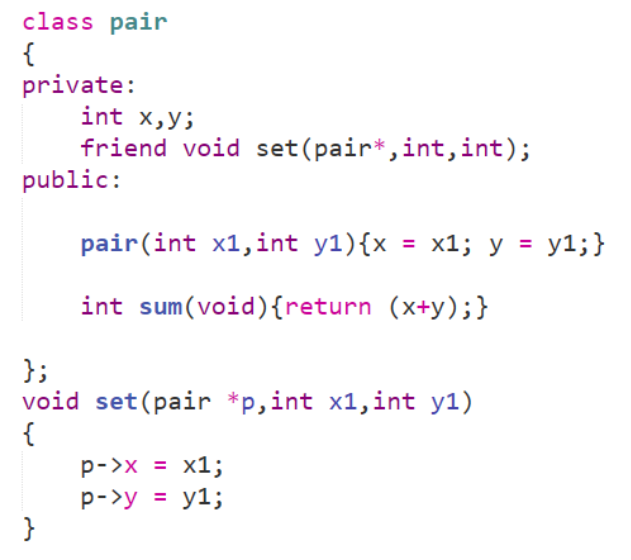 class pair
{
private:
    int x,y;
    friend void set(pair*,int,int);
public:

    pair(int x1,int y1){x = x1; y = y1;}

    int sum(void){return (x+y);}

};
void set(pair *p,int x1,int y1)
{
    p->x = x1;
    p->y = y1;
}